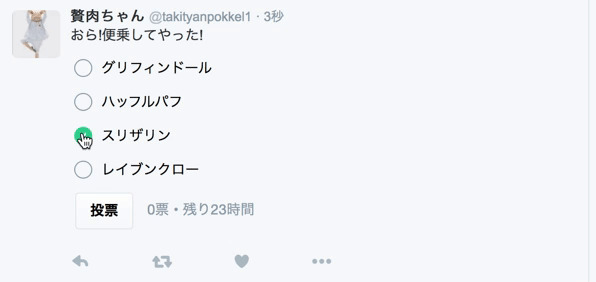 贅肉ちゃん @takityanpokkel1・3秒
おら!便乗してやった!
グリフィンドール
ハッフルパフ
スリザリン
レイブンクロー
投票 0票・残り23時間